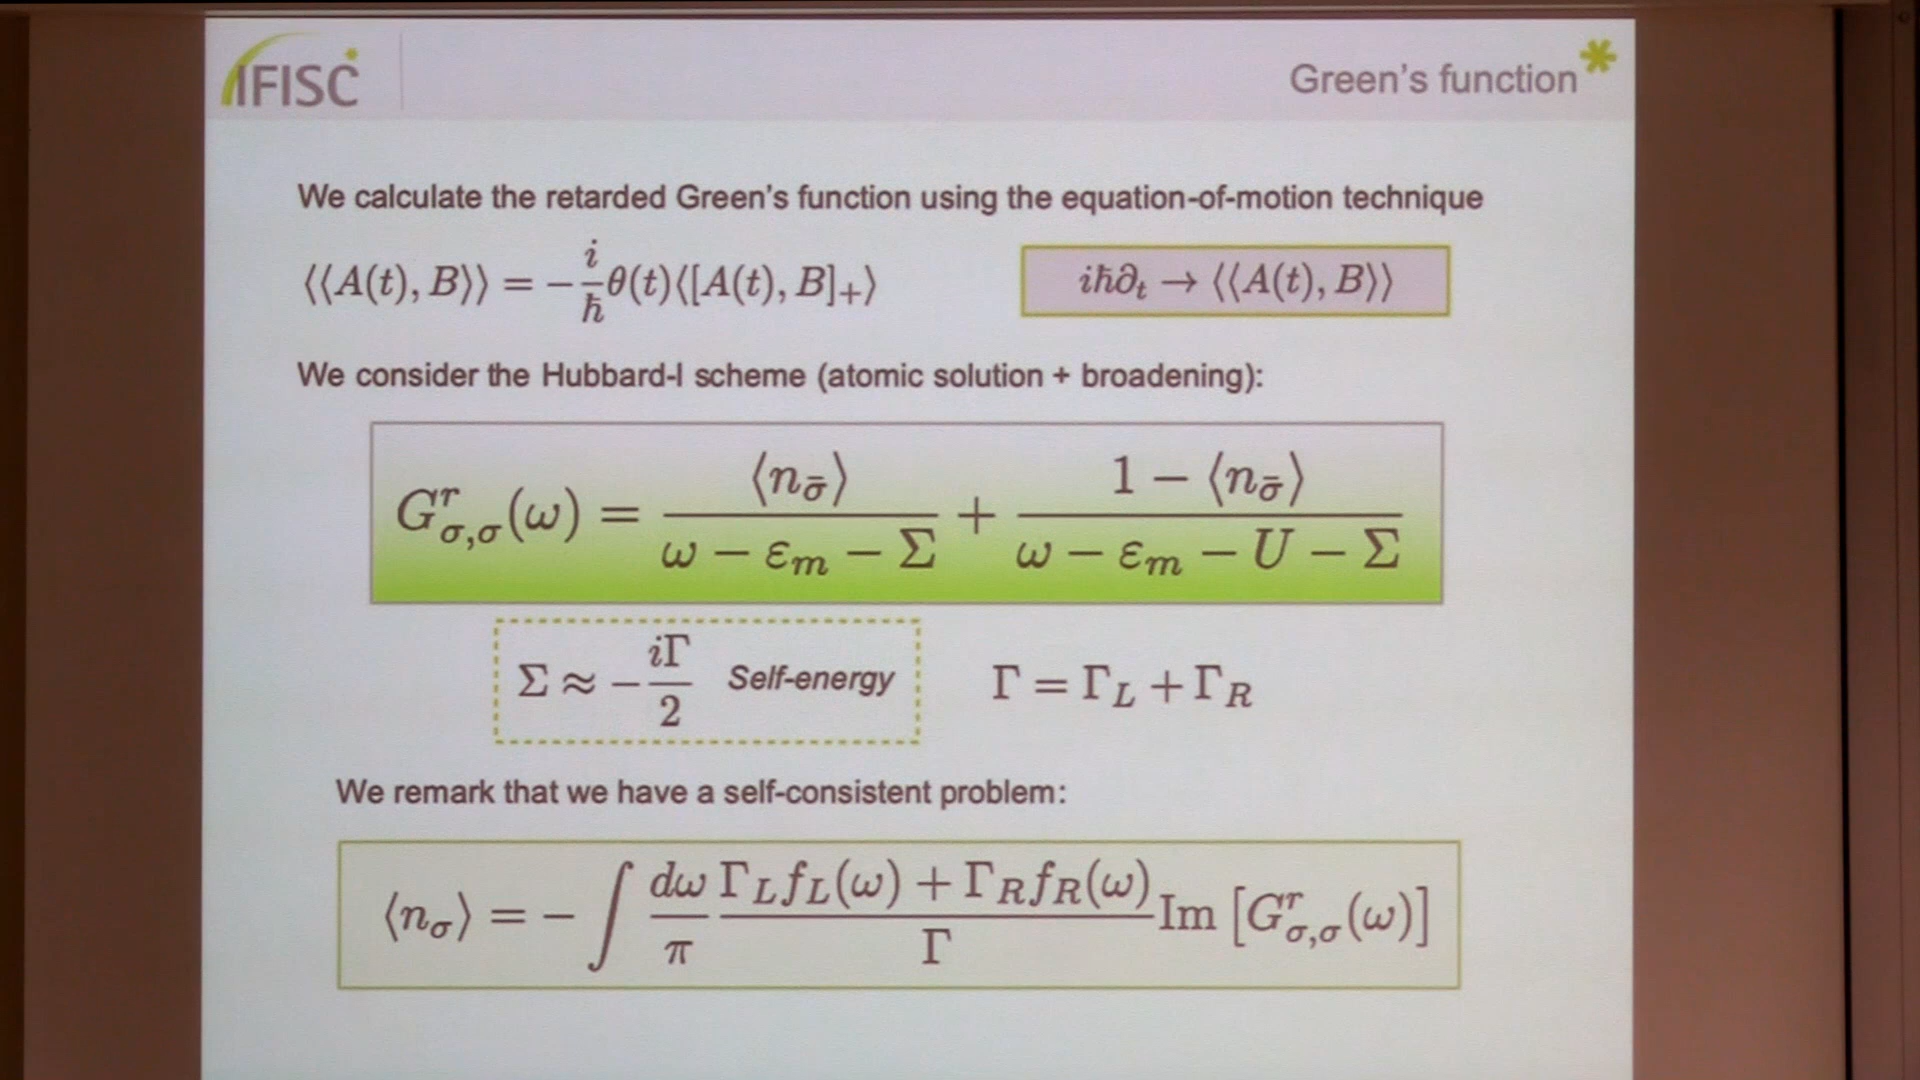 IFISC
Green's function
We calculate the retarded Green's function using the equation-of-motion technique
⟨⟨A(t), B⟩⟩ = −i/ħ θ(t)⟨[A(t), B]₊⟩
iħ∂ₜ → ⟨⟨A(t), B⟩⟩
We consider the Hubbard-I scheme (atomic solution + broadening):
Gʳ_{σ,σ}(ω) = ⟨n_σ̄⟩/(ω − ε_m − Σ) + (1 − ⟨n_σ̄⟩)/(ω − ε_m − U − Σ)
Σ ≈ −iΓ/2 Self-energy
Γ = Γ_L + Γ_R
We remark that we have a self-consistent problem:
⟨n_σ⟩ = − ∫ dω/π (Γ_L f_L(ω) + Γ_R f_R(ω))/Γ Im [Gʳ_{σ,σ}(ω)]